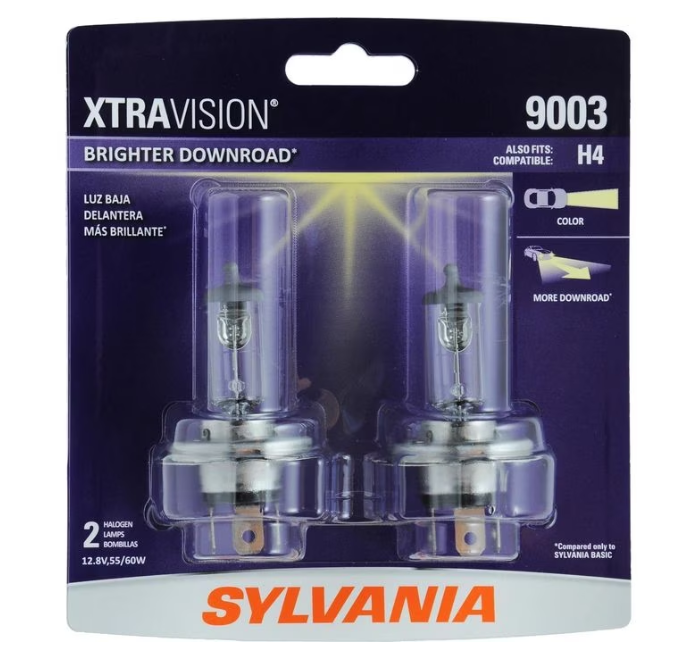 XTRAVISION®
9003
BRIGHTER DOWNROAD*
ALSO FITS:
COMPATIBLE:
H4
LUZ BAJA
DELANTERA
MÁS BRILLANTE*
COLOR
MORE DOWNROAD*
2 HALOGEN
LAMPS
BOMBILLAS
12.8V,55/60W
*Compared only to
SYLVANIA BASIC
SYLVANIA